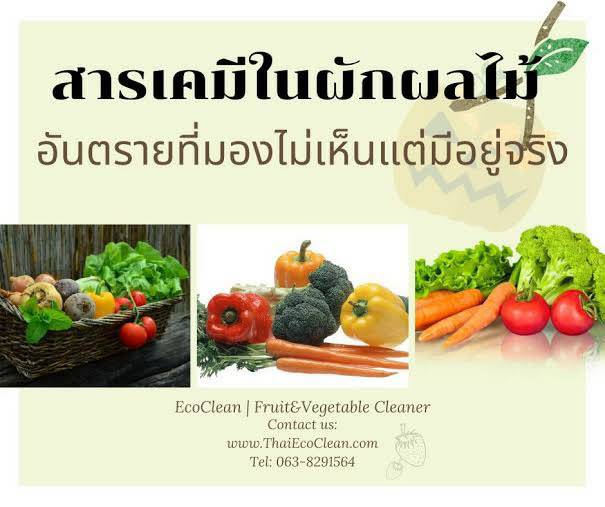 สารเคมีในผักผลไม้
อันตรายที่มองไม่เห็นแต่มีอยู่จริง
EcoClean | Fruit&Vegetable Cleaner
Contact us:
www.ThaiEcoClean.com
Tel: 063-8291564